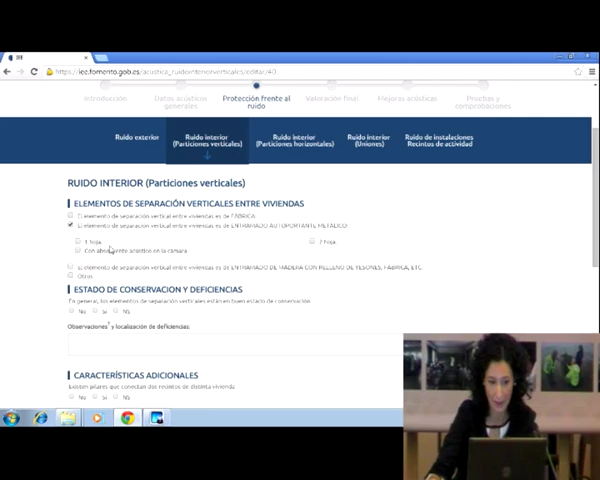 IEE
https://iee.fomento.gob.es/acustica_ruidointeriorverticales/editar/40
Introducción
Datos acústicos generales
Protección frente al ruido
Valoración final
Mejoras acústicas
Pruebas y comprobaciones
Ruido exterior
Ruido interior (Particiones verticales)
Ruido interior (Particiones horizontales)
Ruido interior (Uniones)
Ruido de instalaciones Recintos de actividad
RUIDO INTERIOR (Particiones verticales)
ELEMENTOS DE SEPARACIÓN VERTICALES ENTRE VIVIENDAS
El elemento de separación vertical entre viviendas es de FÁBRICA
El elemento de separación vertical entre viviendas es de ENTRAMADO AUTOPORTANTE METÁLICO
1 hoja
2 hoja
Con absorbente acústico en la cámara
El elemento de separación vertical entre viviendas es de ENTRAMADO DE MADERA CON RELLENO DE YESONES, FÁBRICA, ETC.
Otros
ESTADO DE CONSERVACION Y DEFICIENCIAS
En general, los elementos de separación verticales están en buen estado de conservación
No Si NS
Observaciones y localización de deficiencias:
CARACTERÍSTICAS ADICIONALES
Existen pilares que conectan dos recintos de distinta vivienda
No Si NS